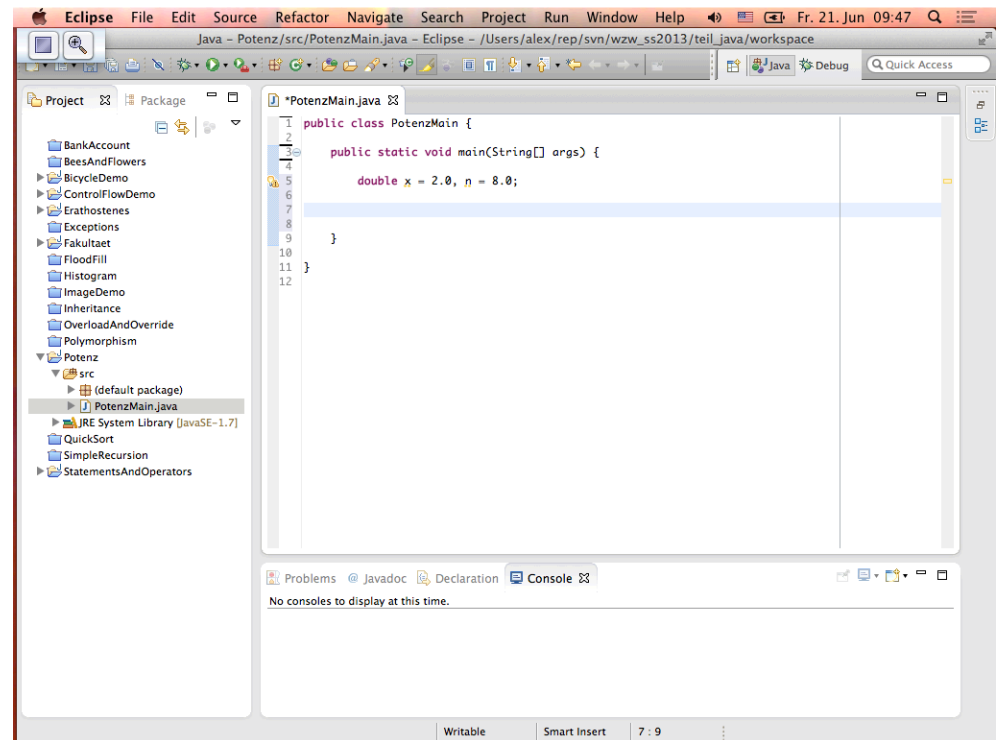 Eclipse File Edit Source Refactor Navigate Search Project Run Window Help Fr. 21. Jun 09:47
Java – Potenz/src/PotenzMain.java – Eclipse – /Users/alex/rep/svn/wzw_ss2013/teil_java/workspace
Java Debug Quick Access
Project Package
BankAccount
BeesAndFlowers
BicycleDemo
ControlFlowDemo
Erathostenes
Exceptions
Fakultaet
FloodFill
Histogram
ImageDemo
Inheritance
OverloadAndOverride
Polymorphism
Potenz
src
(default package)
PotenzMain.java
JRE System Library [JavaSE-1.7]
QuickSort
SimpleRecursion
StatementsAndOperators
*PotenzMain.java
1 public class PotenzMain {
2
3 public static void main(String[] args) {
4
5 double x = 2.0, n = 8.0;
6
7
8
9 }
10
11 }
12
Problems @ Javadoc Declaration Console
No consoles to display at this time.
Writable Smart Insert 7 : 9